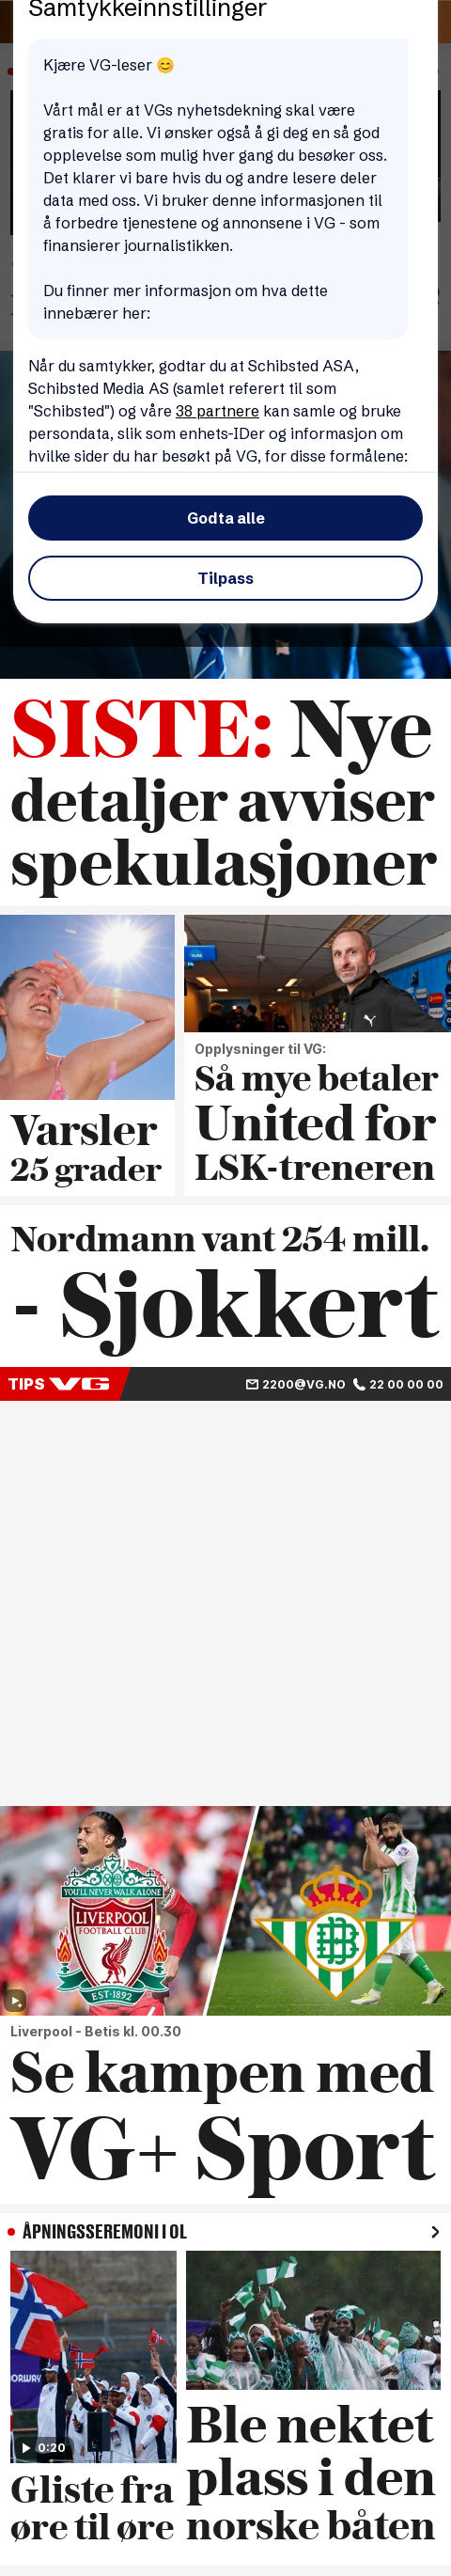 Samtykkeinnstillinger
Kjære VG-leser 😊
Vårt mål er at VGs nyhetsdekning skal være
gratis for alle. Vi ønsker også å gi deg en så god
opplevelse som mulig hver gang du besøker oss.
Det klarer vi bare hvis du og andre lesere deler
data med oss. Vi bruker denne informasjonen til
å forbedre tjenestene og annonsene i VG - som
finansierer journalistikken.
Du finner mer informasjon om hva dette
innebærer her:
Når du samtykker, godtar du at Schibsted ASA,
Schibsted Media AS (samlet referert til som
"Schibsted") og våre 38 partnere kan samle og bruke
persondata, slik som enhets-IDer og informasjon om
hvilke sider du har besøkt på VG, for disse formålene:
Godta alle
Tilpass
SISTE: Nye
detaljer avviser
spekulasjoner
Varsler
25 grader
Opplysninger til VG:
Så mye betaler
United for
LSK-treneren
Nordmann vant 254 mill.
- Sjokkert
TIPS VG
2200@VG.NO 22 00 00 00
YOU'LL NEVER WALK ALONE
LIVERPOOL
FOOTBALL CLUB
EST·1892
Liverpool - Betis kl. 00.30
Se kampen med
VG+ Sport
ÅPNINGSSEREMONI I OL
NORWAY
0:20
Gliste fra
øre til øre
Ble nektet
plass i den
norske båten